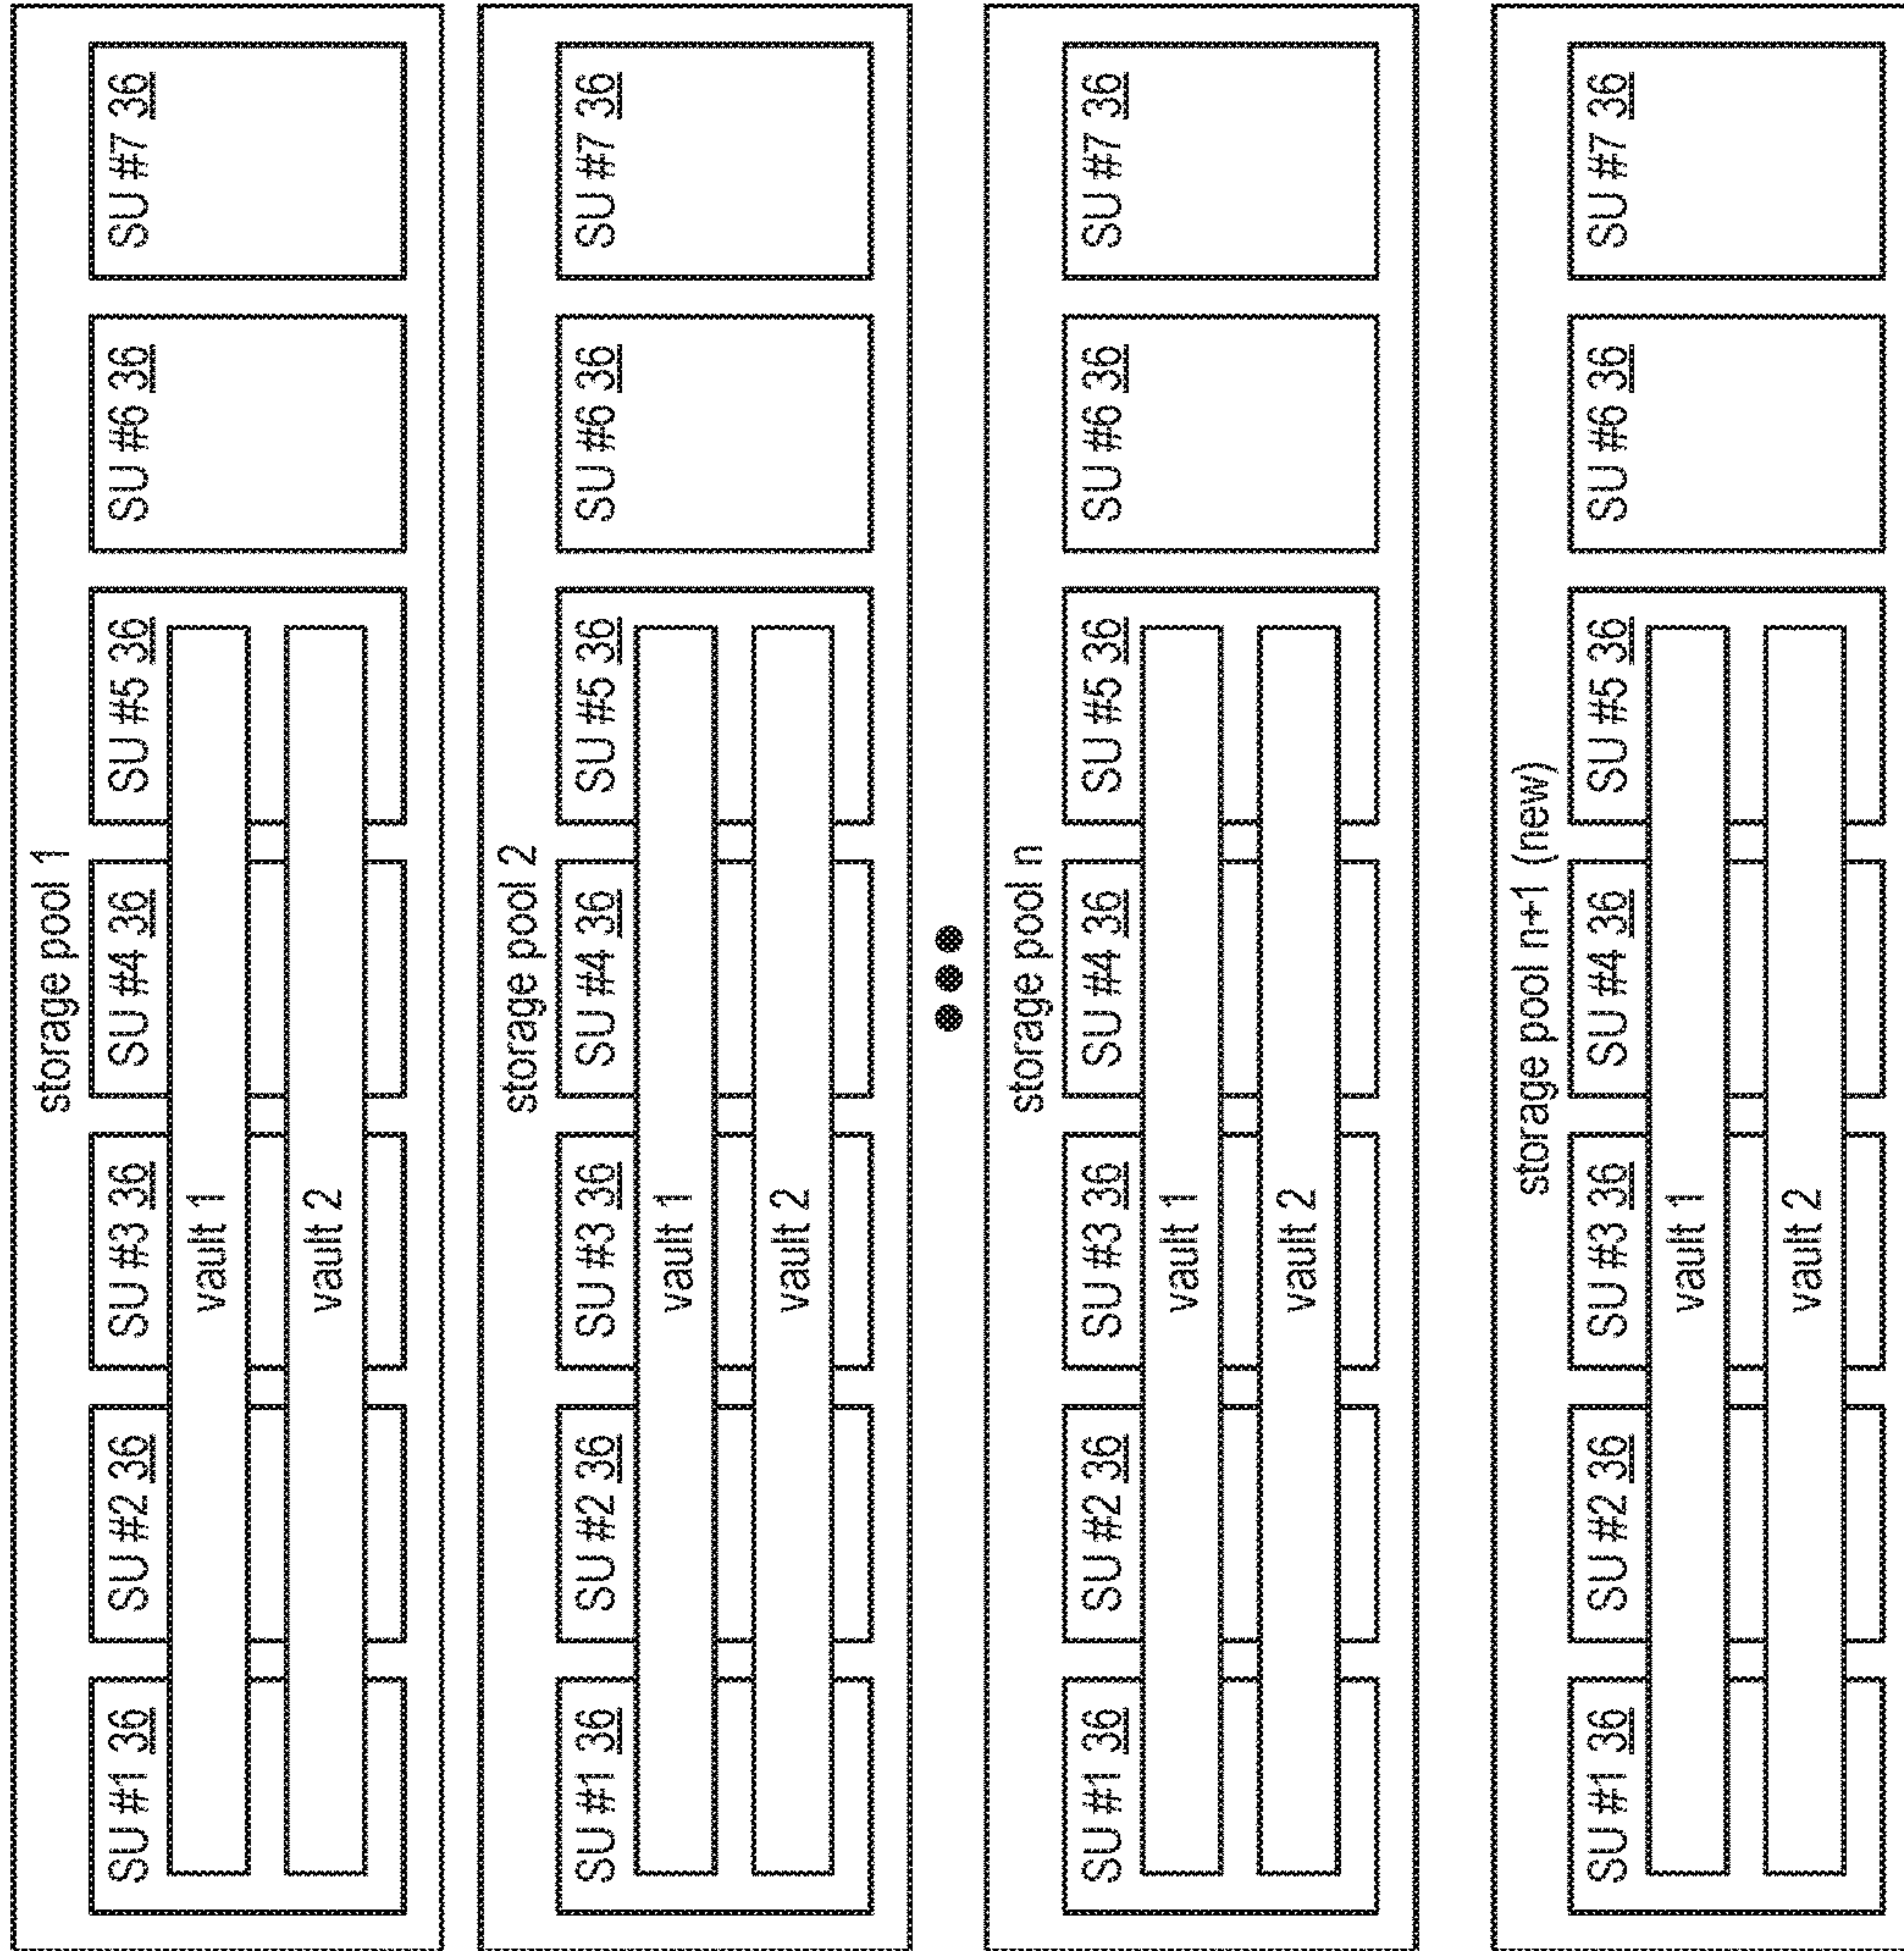 storage pool 1
SU #1 36 SU #2 36 SU #3 36 SU #4 36 SU #5 36 SU #6 36 SU #7 36
vault 1
vault 2
storage pool 2
SU #1 36 SU #2 36 SU #3 36 SU #4 36 SU #5 36 SU #6 36 SU #7 36
vault 1
vault 2
storage pool n
SU #1 36 SU #2 36 SU #3 36 SU #4 36 SU #5 36 SU #6 36 SU #7 36
vault 1
vault 2
storage pool n+1 (new)
SU #1 36 SU #2 36 SU #3 36 SU #4 36 SU #5 36 SU #6 36 SU #7 36
vault 1
vault 2